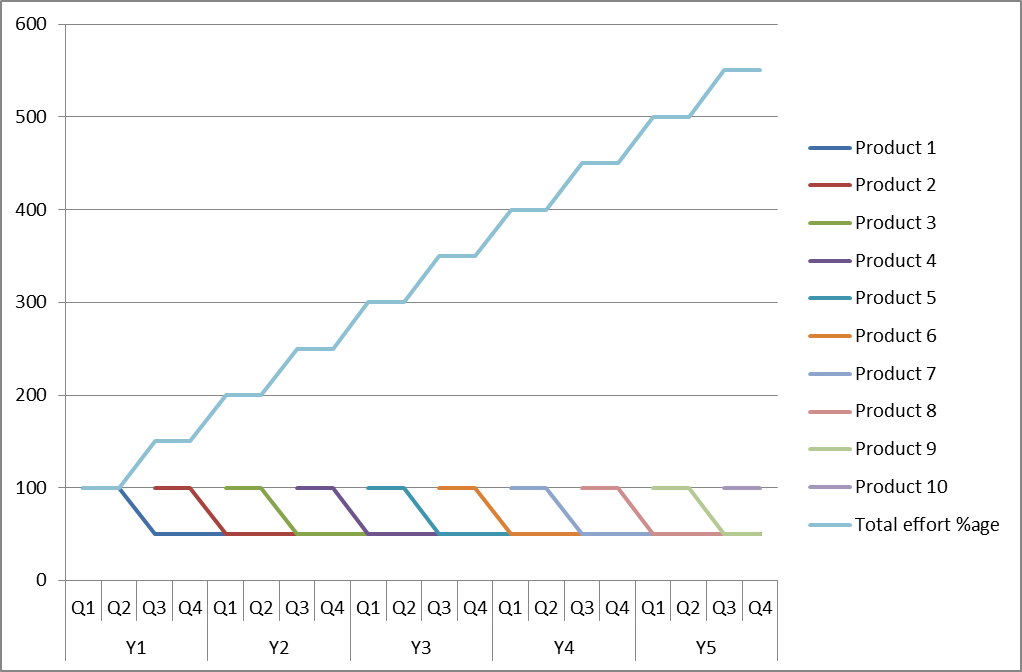 600
500
400
300
200
100
0
Q1 Q2 Q3 Q4 Q1 Q2 Q3 Q4 Q1 Q2 Q3 Q4 Q1 Q2 Q3 Q4 Q1 Q2 Q3 Q4
Y1 Y2 Y3 Y4 Y5
Product 1
Product 2
Product 3
Product 4
Product 5
Product 6
Product 7
Product 8
Product 9
Product 10
Total effort %age